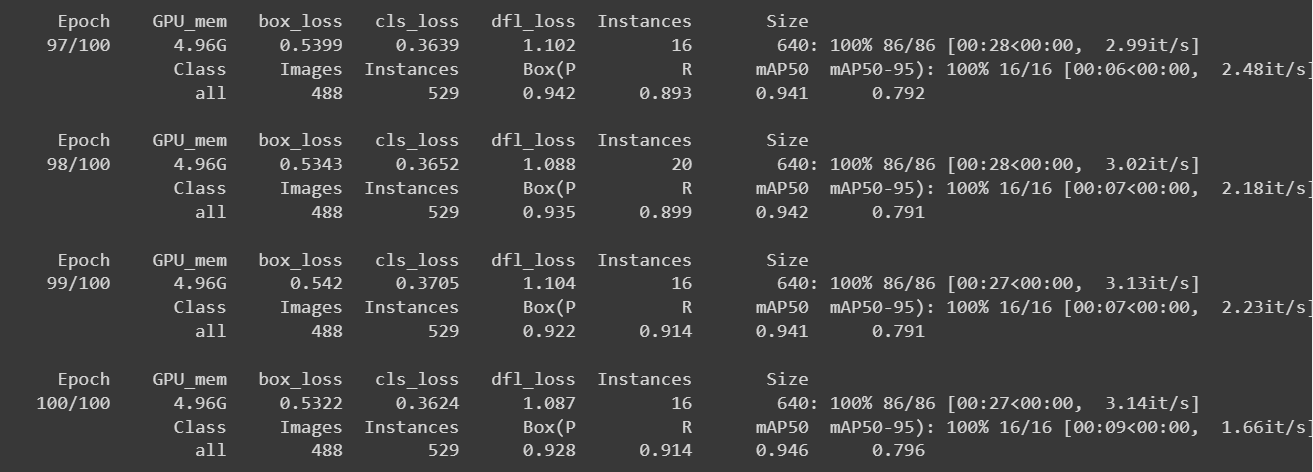 Epoch GPU_mem box_loss cls_loss dfl_loss Instances Size
97/100 4.96G 0.5399 0.3639 1.102 16 640: 100% 86/86 [00:28<00:00, 2.99it/s]
Class Images Instances Box(P R mAP50 mAP50-95): 100% 16/16 [00:06<00:00, 2.48it/s]
all 488 529 0.942 0.893 0.941 0.792
Epoch GPU_mem box_loss cls_loss dfl_loss Instances Size
98/100 4.96G 0.5343 0.3652 1.088 20 640: 100% 86/86 [00:28<00:00, 3.02it/s]
Class Images Instances Box(P R mAP50 mAP50-95): 100% 16/16 [00:07<00:00, 2.18it/s]
all 488 529 0.935 0.899 0.942 0.791
Epoch GPU_mem box_loss cls_loss dfl_loss Instances Size
99/100 4.96G 0.542 0.3705 1.104 16 640: 100% 86/86 [00:27<00:00, 3.13it/s]
Class Images Instances Box(P R mAP50 mAP50-95): 100% 16/16 [00:07<00:00, 2.23it/s]
all 488 529 0.922 0.914 0.941 0.791
Epoch GPU_mem box_loss cls_loss dfl_loss Instances Size
100/100 4.96G 0.5322 0.3624 1.087 16 640: 100% 86/86 [00:27<00:00, 3.14it/s]
Class Images Instances Box(P R mAP50 mAP50-95): 100% 16/16 [00:09<00:00, 1.66it/s]
all 488 529 0.928 0.914 0.946 0.796